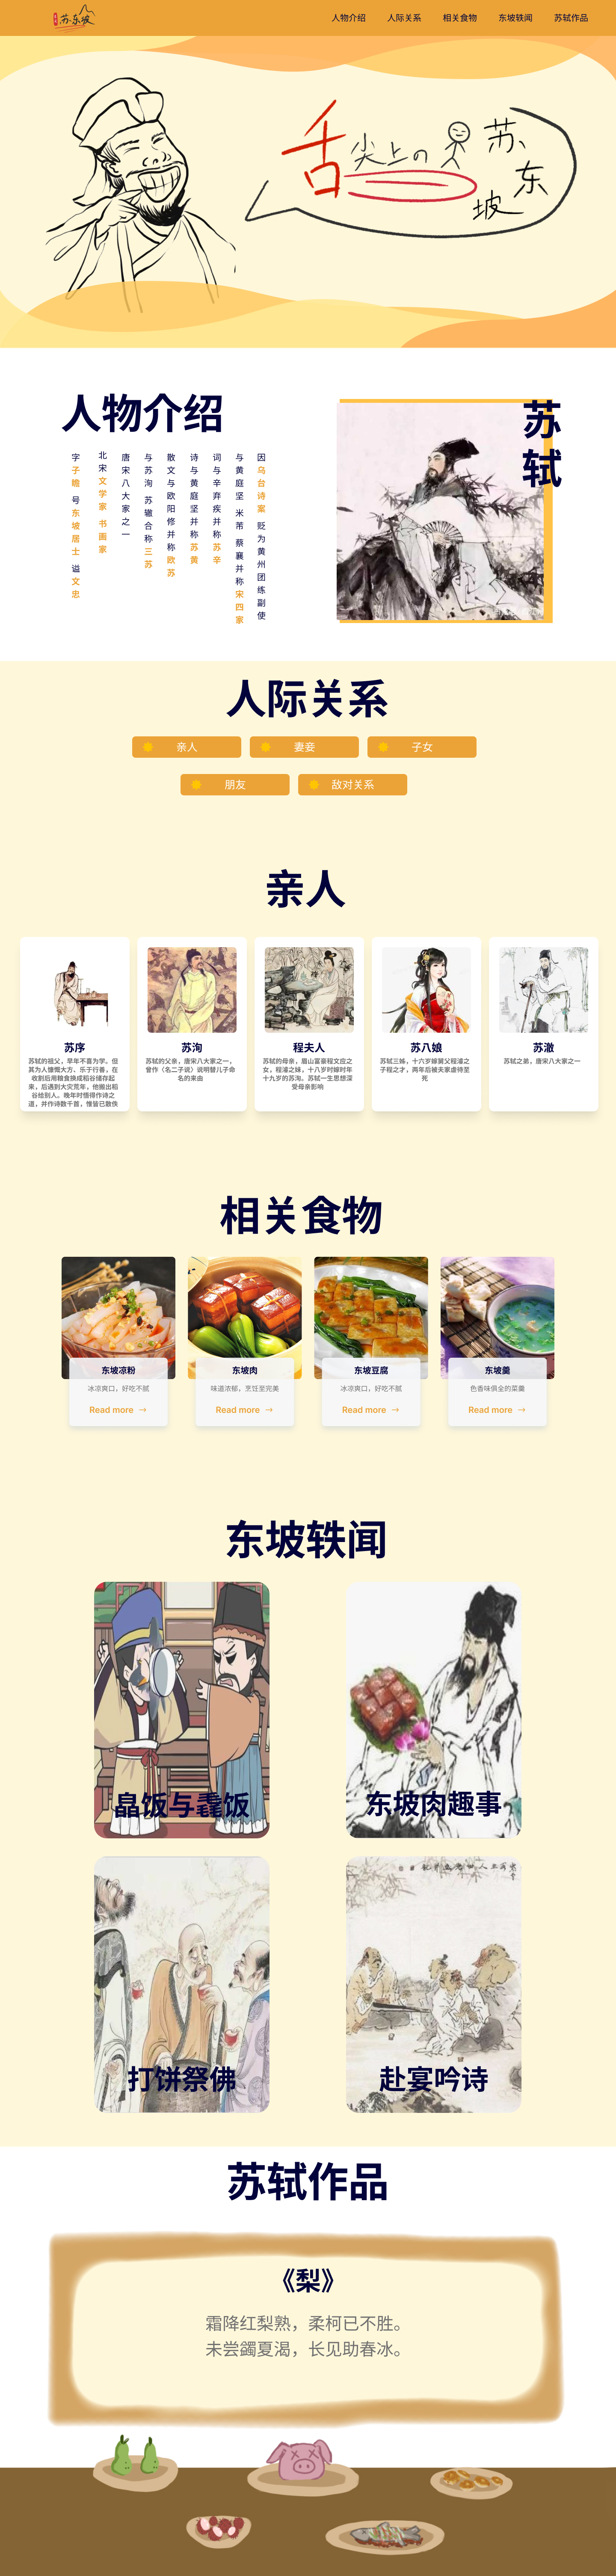 苏东坡
人物介绍
人际关系
相关食物
东坡轶闻
苏轼作品
舌尖上の
苏东坡
人物介绍
字子瞻 号东坡居士 谥文忠
北宋文学家 书画家
唐宋八大家之一
与苏洵 苏辙合称三苏
散文与欧阳修并称欧苏
诗与黄庭坚并称苏黄
词与辛弃疾并称苏辛
与黄庭坚 米芾 蔡襄并称宋四家
因乌台诗案 贬为黄州团练副使
苏轼
人际关系
亲人
妻妾
子女
朋友
敌对关系
亲人
苏序
苏轼的祖父，早年不喜为学。但
其为人慷慨大方、乐于行善，在
收割后用粮食换成稻谷储存起
来，后遇到大灾荒年，他搬出稻
谷给别人。晚年时悟得作诗之
道，并作诗数千首，惟皆已散佚
苏洵
苏轼的父亲，唐宋八大家之一，
曾作《名二子说》说明替儿子命
名的来由
程夫人
苏轼的母亲，眉山富豪程文应之
女，程濬之妹，十八岁时嫁时年
十九岁的苏洵。苏轼一生思想深
受母亲影响
苏八娘
苏轼三姊，十六岁嫁舅父程濬之
子程之才，两年后被夫家虐待至
死
苏澈
苏轼之弟，唐宋八大家之一
相关食物
东坡凉粉
冰凉爽口，好吃不腻
Read more →
东坡肉
味道浓郁，烹饪至完美
Read more →
东坡豆腐
冰凉爽口，好吃不腻
Read more →
东坡羹
色香味俱全的菜羹
Read more →
东坡轶闻
皛饭与毳饭
东坡肉趣事
打饼祭佛
赴宴吟诗
苏轼作品
《梨》
霜降红梨熟，柔柯已不胜。
未尝蠲夏渴，长见助春冰。